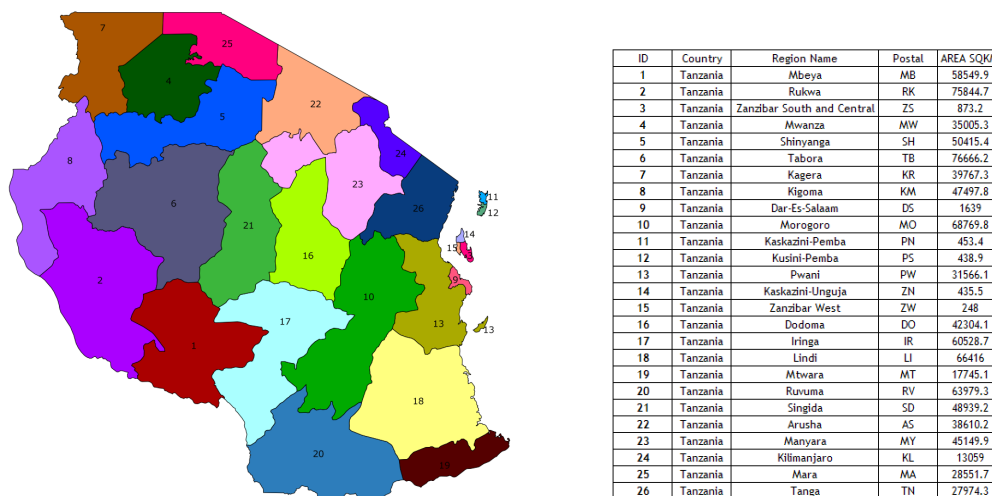 7
25
4
22
5
24
8
23
6
26
11
12
21
14
15
16
2
9
10
17
13
13
1
18
20
19
ID Country Region Name Postal AREA SQKM
1 Tanzania Mbeya MB 58549.9
2 Tanzania Rukwa RK 75844.7
3 Tanzania Zanzibar South and Central ZS 873.2
4 Tanzania Mwanza MW 35005.3
5 Tanzania Shinyanga SH 50415.4
6 Tanzania Tabora TB 76666.2
7 Tanzania Kagera KR 39767.3
8 Tanzania Kigoma KM 47497.8
9 Tanzania Dar-Es-Salaam DS 1639
10 Tanzania Morogoro MO 68769.8
11 Tanzania Kaskazini-Pemba PN 453.4
12 Tanzania Kusini-Pemba PS 438.9
13 Tanzania Pwani PW 31566.1
14 Tanzania Kaskazini-Unguja ZN 435.5
15 Tanzania Zanzibar West ZW 248
16 Tanzania Dodoma DO 42304.1
17 Tanzania Iringa IR 60528.7
18 Tanzania Lindi LI 66416
19 Tanzania Mtwara MT 17745.1
20 Tanzania Ruvuma RV 63979.3
21 Tanzania Singida SD 48939.2
22 Tanzania Arusha AS 38610.2
23 Tanzania Manyara MY 45149.9
24 Tanzania Kilimanjaro KL 13059
25 Tanzania Mara MA 28551.7
26 Tanzania Tanga TN 27974.3